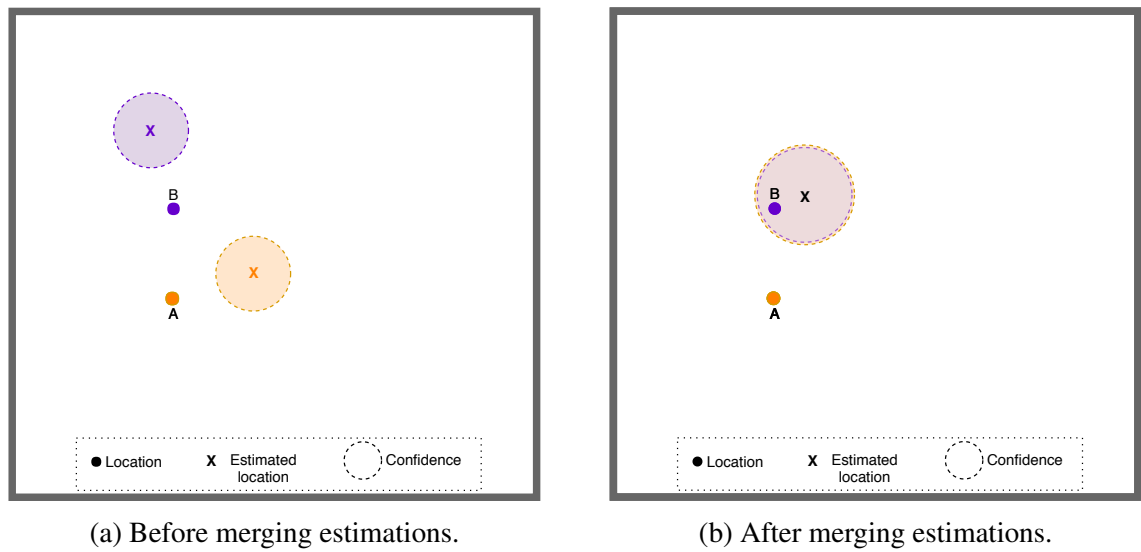 X
B
X
A
Location
X
Estimated
location
Confidence
(a) Before merging estimations.
B
X
A
Location
X
Estimated
location
Confidence
(b) After merging estimations.